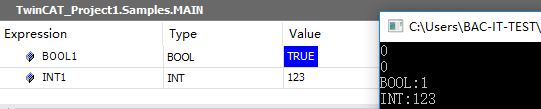 TwinCAT_Project1.Samples.MAIN
Expression Type Value
BOOL1 BOOL TRUE
INT1 INT 123
C:\Users\BAC-IT-TEST\
0
0
BOOL:1
INT:123